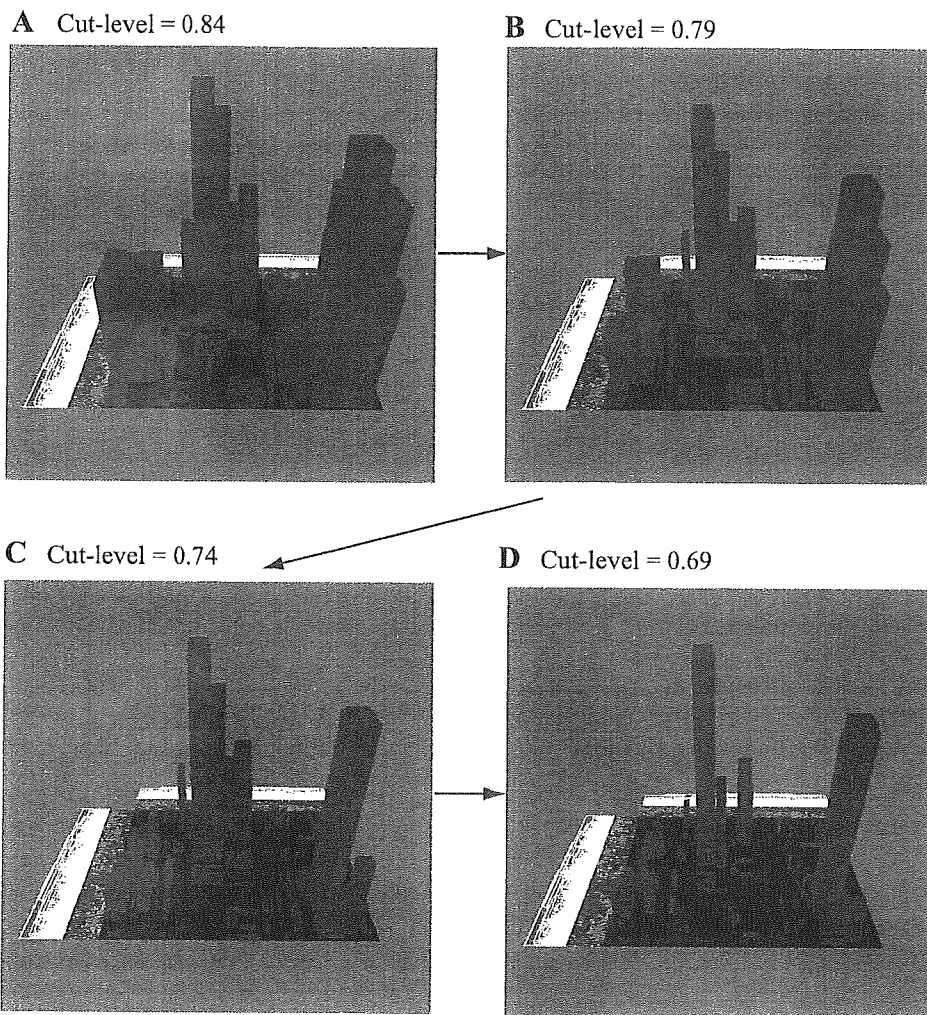 A Cut-level = 0.84
B Cut-level = 0.79
C Cut-level = 0.74
D Cut-level = 0.69